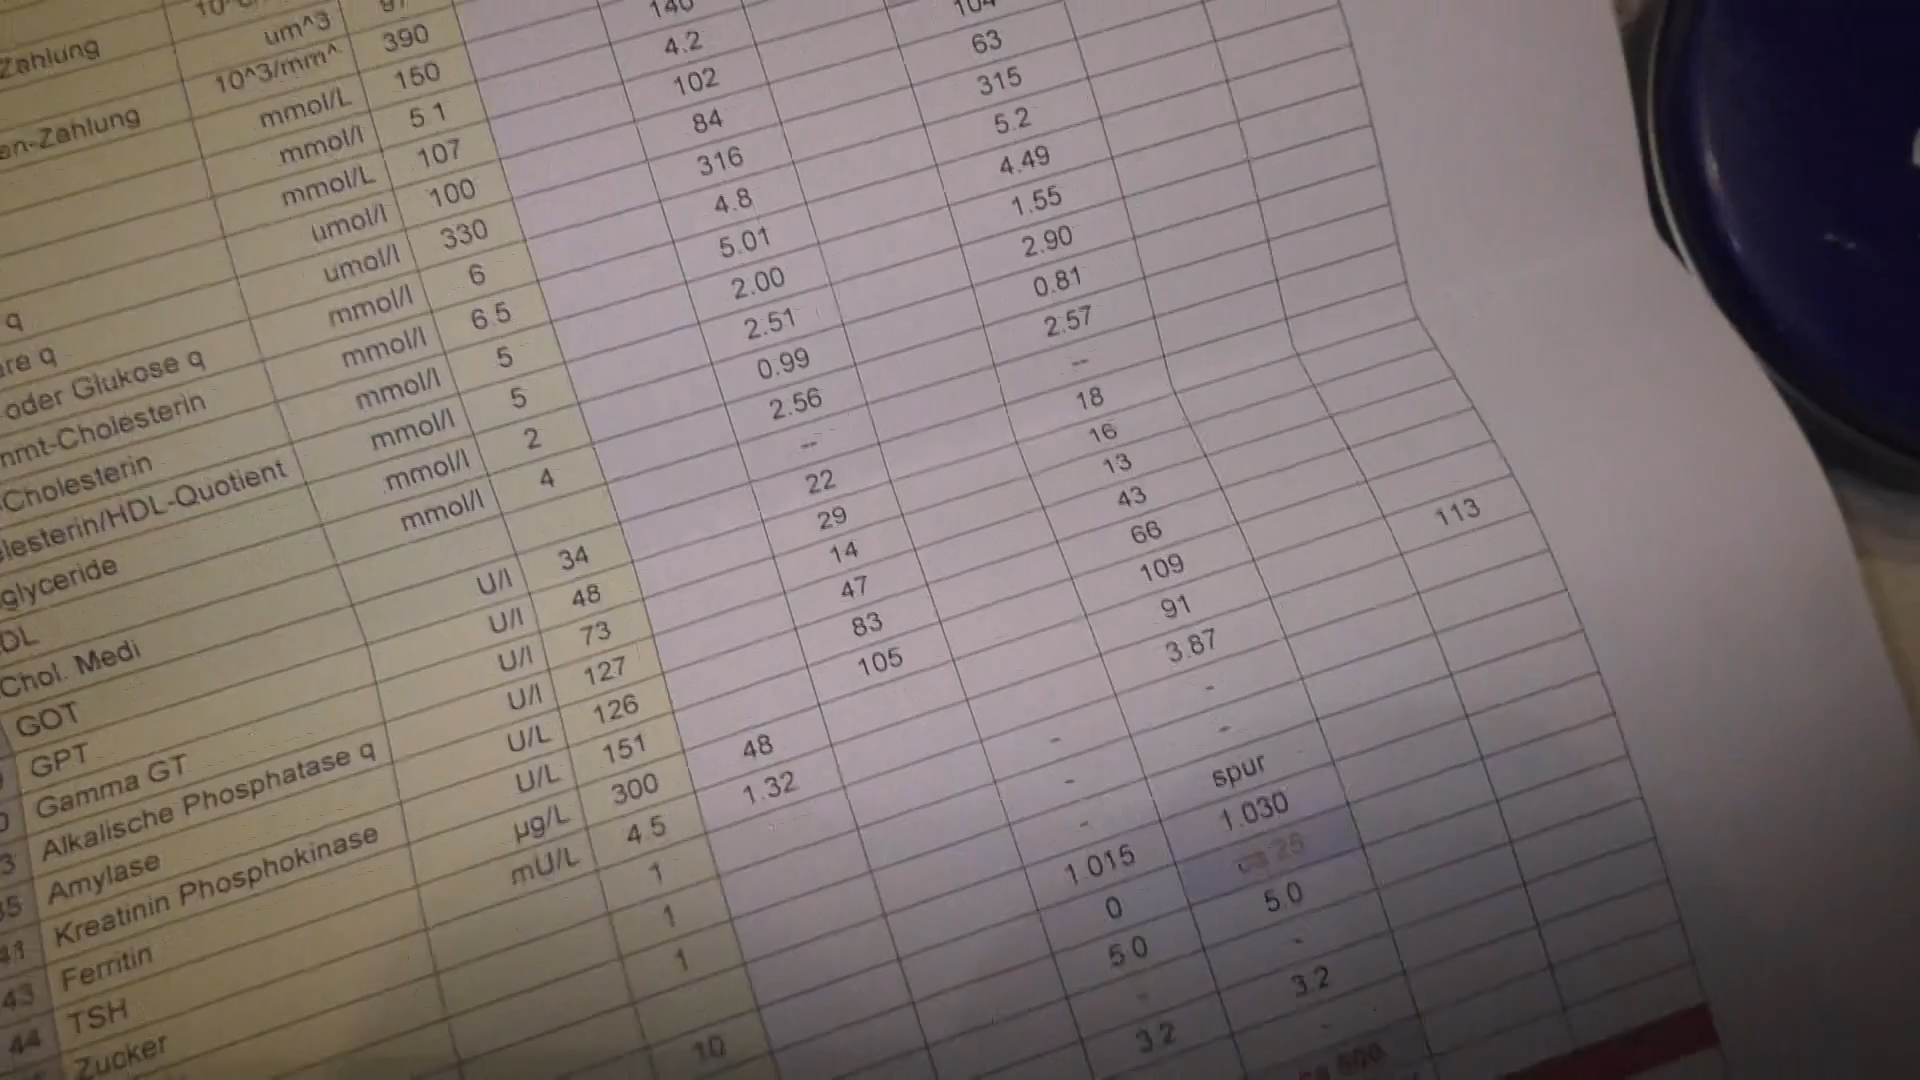 Zahlung um^3
en-Zahlung 10^3/mm^ 390
mmol/L 150 140
mmol/l 5.1 4.2
mmol/L 107 102 104
q umol/l 100 84 63
re q umol/l 330 316 315
oder Glukose q mmol/l 6 4.8 5.2
mt-Cholesterin mmol/l 6.5 5.01 4.49
Cholesterin mmol/l 5 2.00 1.55
lesterin/HDL-Quotient mmol/l 5 2.51 2.90
glyceride mmol/l 2 0.99 0.81
DL mmol/l 4 2.56 2.57
Chol. Medi -- --
GOT U/l 34 22 18
GPT U/l 48 29 16
Gamma GT U/l 73 14 13
Alkalische Phosphatase q U/l 127 47 43
Amylase U/L 126 83 66
Kreatinin Phosphokinase U/L 151 105 109
43 Ferritin µg/L 300 48 91 113
44 TSH mU/L 4.5 1.32 3.87
Zucker 1 - -
1 - -
1 - spur
1.015 1.030
10 0 ca 25
5.0 5.0
- -
3.2 3.2